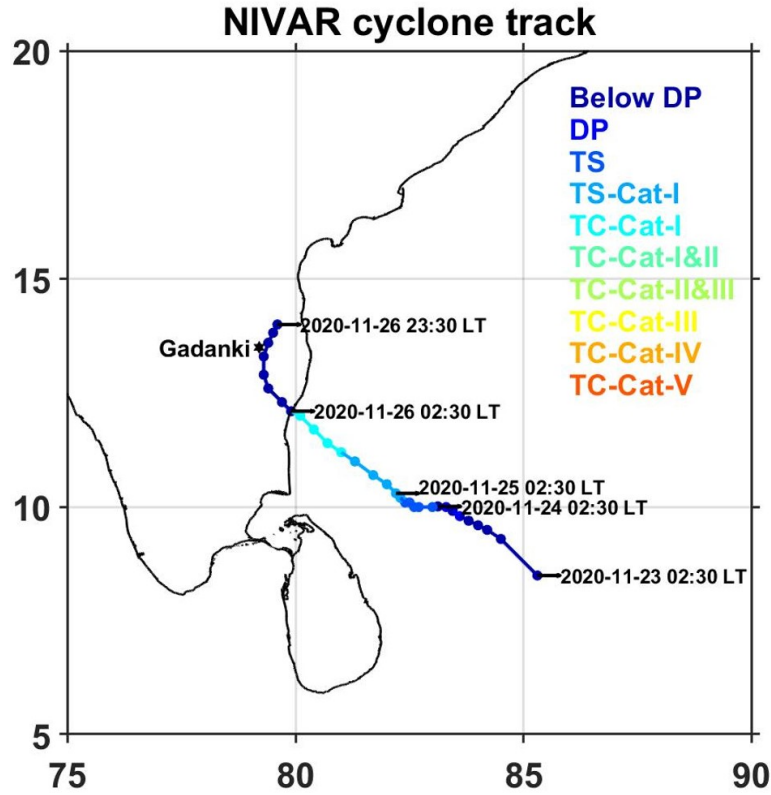 NIVAR cyclone track
20
Below DP
DP
TS
TS-Cat-I
TC-Cat-I
TC-Cat-I&II
15
TC-Cat-II&III
TC-Cat-III
2020-11-26 23:30 LT
Gadanki
TC-Cat-IV
TC-Cat-V
2020-11-26 02:30 LT
2020-11-25 02:30 LT
10
2020-11-24 02:30 LT
2020-11-23 02:30 LT
5
75 80 85 90